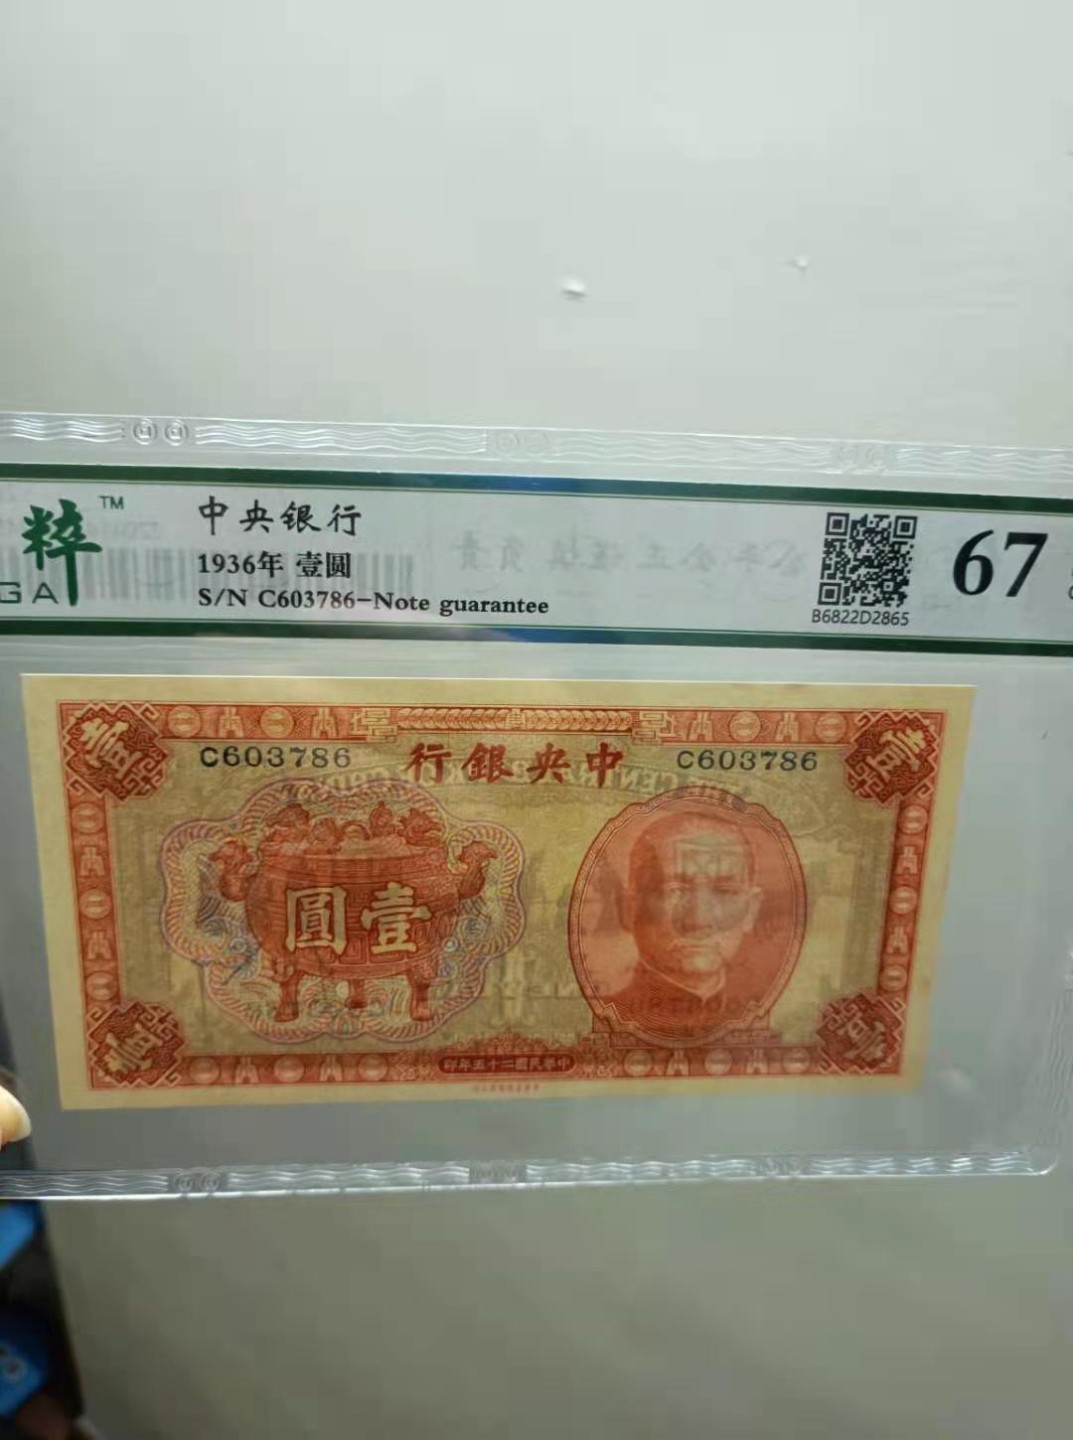 粹™
GA
中央银行
1936年 壹圆
S/N C603786-Note guarantee
B6822D2865
67
壹
壹
C603786
行銀央中
C603786
圓壹
壹
壹
印年五十二國民華中